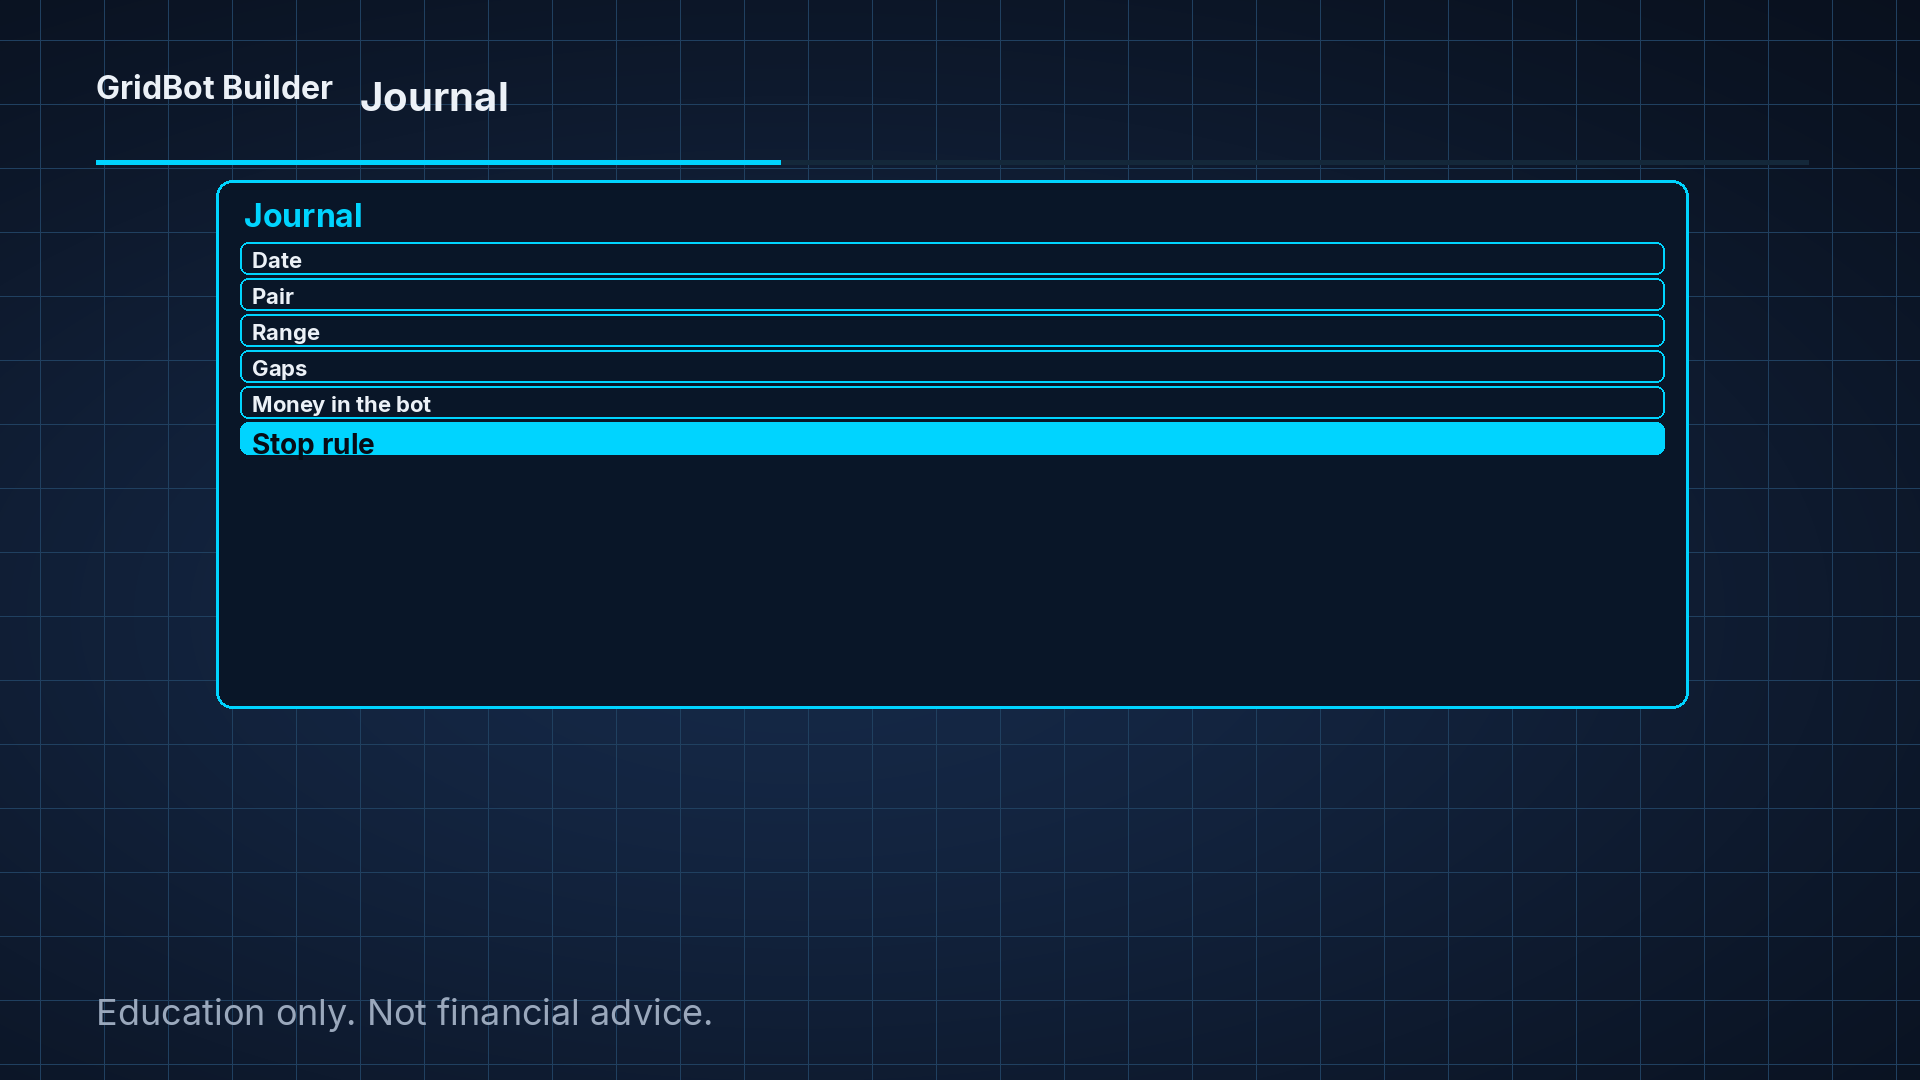 GridBot Builder Journal
Journal
Date
Pair
Range
Gaps
Money in the bot
Stop rule
Education only. Not financial advice.